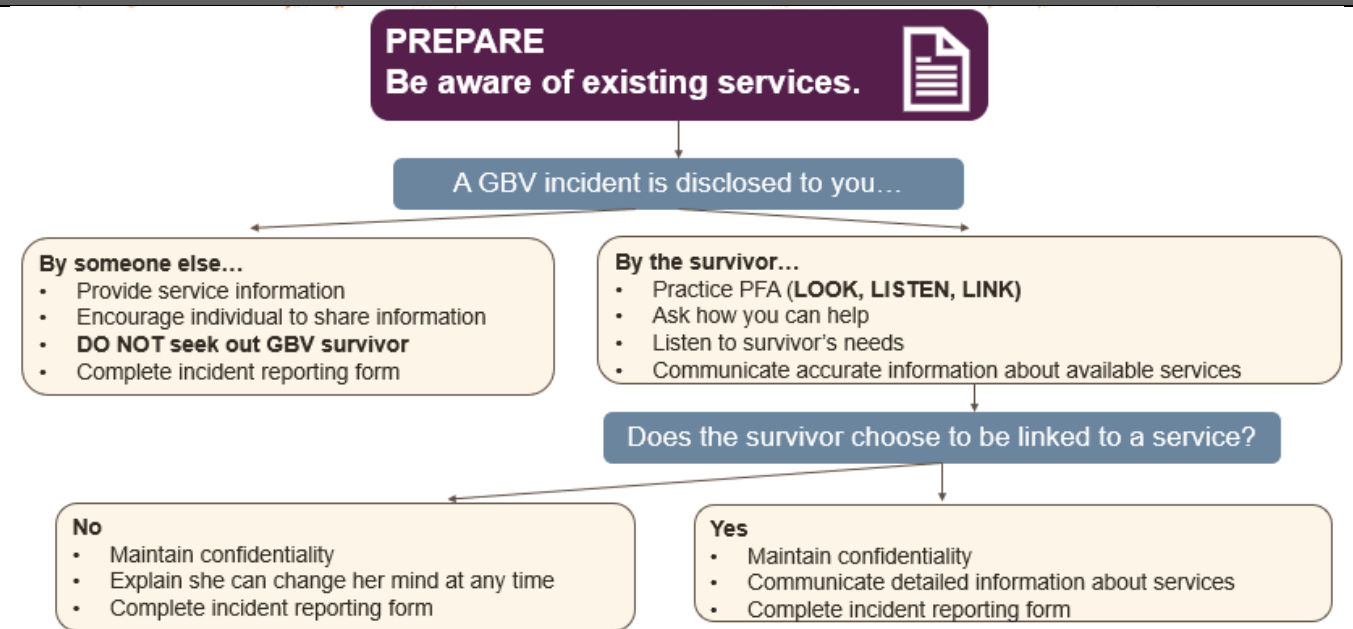 PREPARE
Be aware of existing services.
A GBV incident is disclosed to you…
By someone else…
• Provide service information
• Encourage individual to share information
• DO NOT seek out GBV survivor
• Complete incident reporting form
By the survivor…
• Practice PFA (LOOK, LISTEN, LINK)
• Ask how you can help
• Listen to survivor's needs
• Communicate accurate information about available services
Does the survivor choose to be linked to a service?
No
• Maintain confidentiality
• Explain she can change her mind at any time
• Complete incident reporting form
Yes
• Maintain confidentiality
• Communicate detailed information about services
• Complete incident reporting form